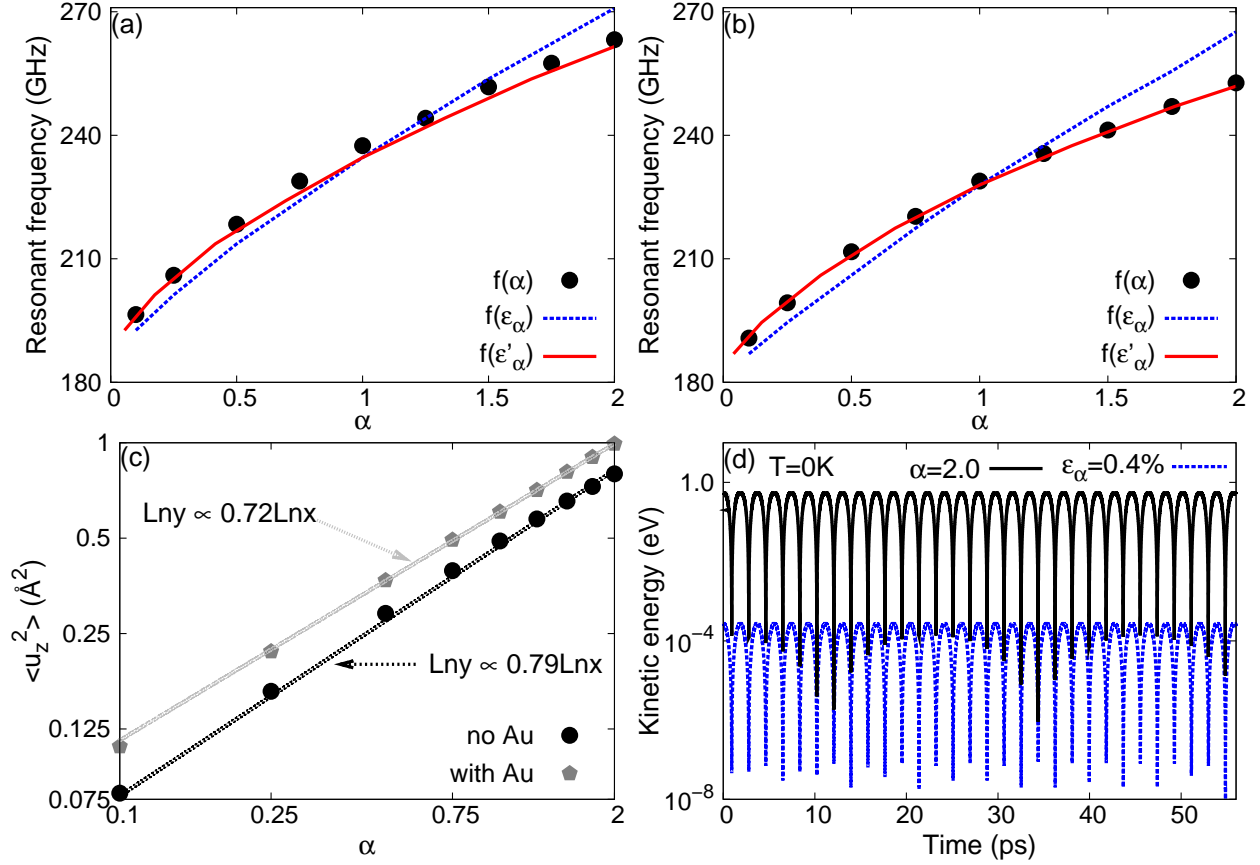 (a)
Resonant frequency (GHz)
270
240
210
180
f(α)
f(ε_α)
f(ε'_α)
0
0.5
1
1.5
2
α
(b)
Resonant frequency (GHz)
270
240
210
180
f(α)
f(ε_α)
f(ε'_α)
0
0.5
1
1.5
2
α
(c)
<u_z^2> (Å^2)
1
0.5
0.25
0.125
0.075
Lny ∝ 0.72Lnx
Lny ∝ 0.79Lnx
no Au
with Au
0.1
0.25
0.75
2
α
(d)
T=0K
α=2.0
ε_α=0.4%
Kinetic energy (eV)
1.0
10^-4
10^-8
0
10
20
30
40
50
Time (ps)